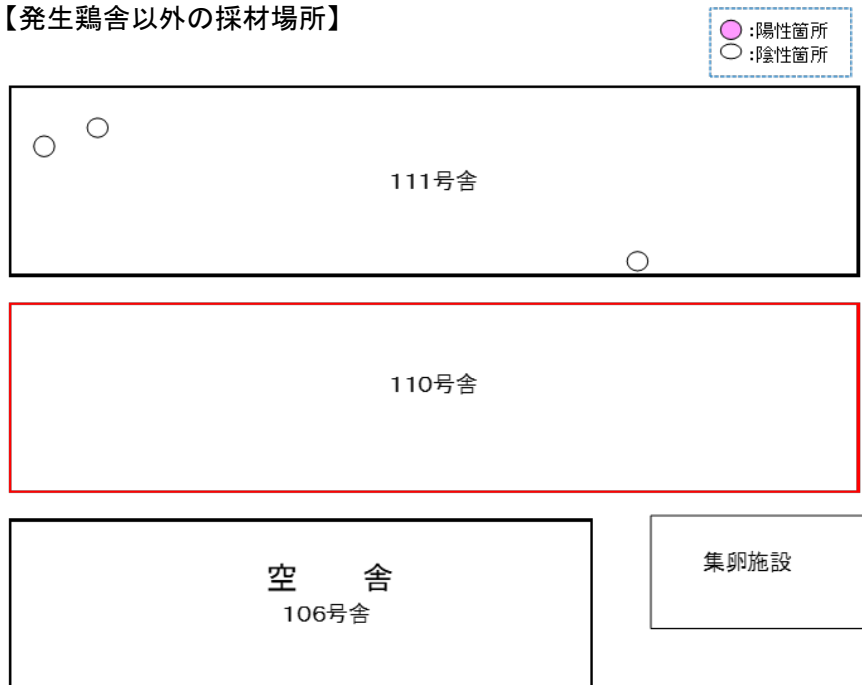 【発生鶏舎以外の採材場所】
:陽性箇所
:陰性箇所
111号舎
110号舎
空　舎
106号舎
集卵施設